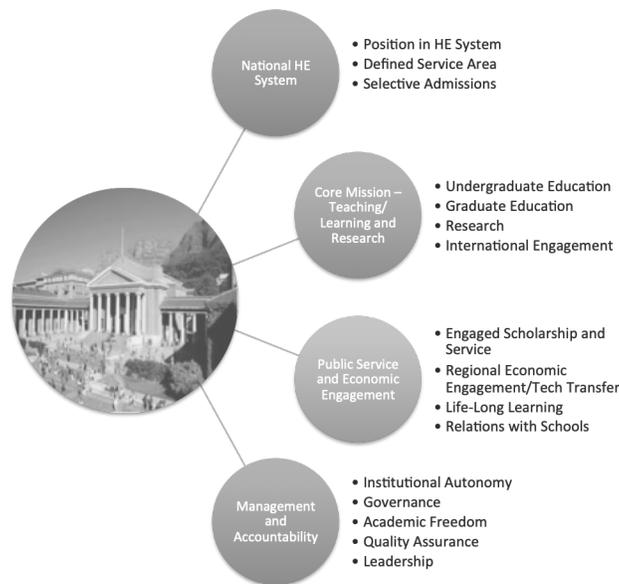 National HE
System
• Position in HE System
• Defined Service Area
• Selective Admissions
Core Mission –
Teaching/
Learning and
Research
• Undergraduate Education
• Graduate Education
• Research
• International Engagement
Public Service
and Economic
Engagement
• Engaged Scholarship and
Service
• Regional Economic
Engagement/Tech Transfer
• Life-Long Learning
• Relations with Schools
Management
and
Accountability
• Institutional Autonomy
• Governance
• Academic Freedom
• Quality Assurance
• Leadership